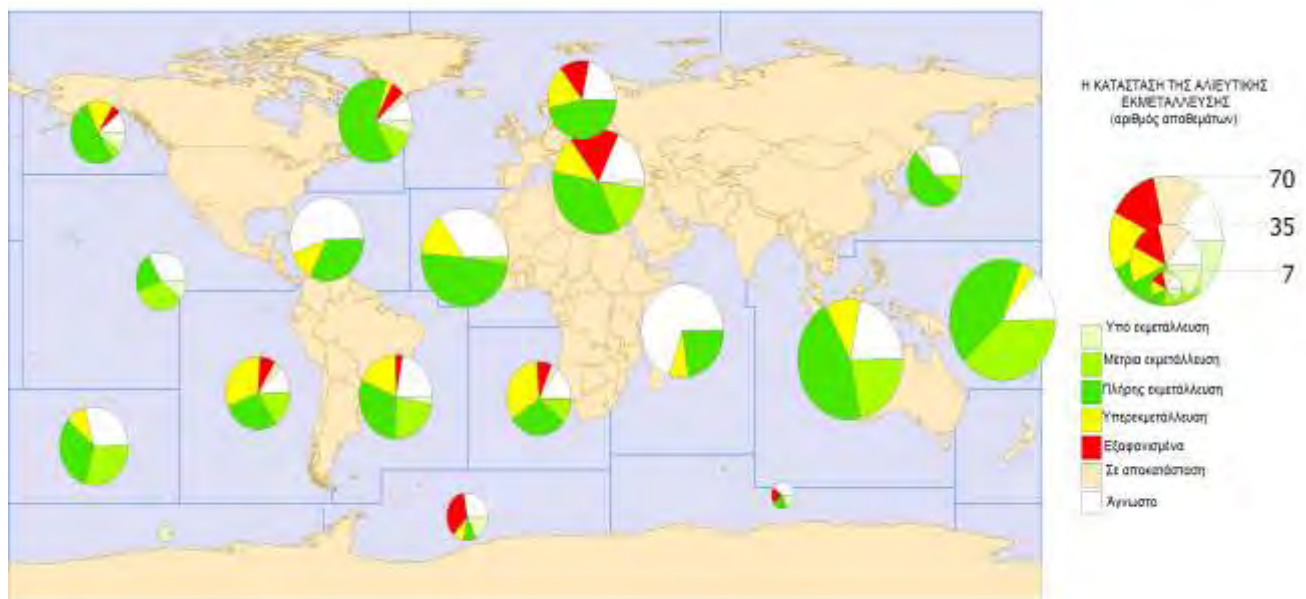 Η ΚΑΤΑΣΤΑΣΗ ΤΗΣ ΑΛΙΕΥΤΙΚΗΣ
ΕΚΜΕΤΑΛΛΕΥΣΗΣ
(αριθμός αποθεμάτων)
70
35
7
Υπό εκμετάλλευση
Μέτρια εκμετάλλευση
Πλήρης εκμετάλλευση
Υπερεκμετάλλευση
Εξαφανισμένα
Σε αποκατάσταση
Άγνωστο